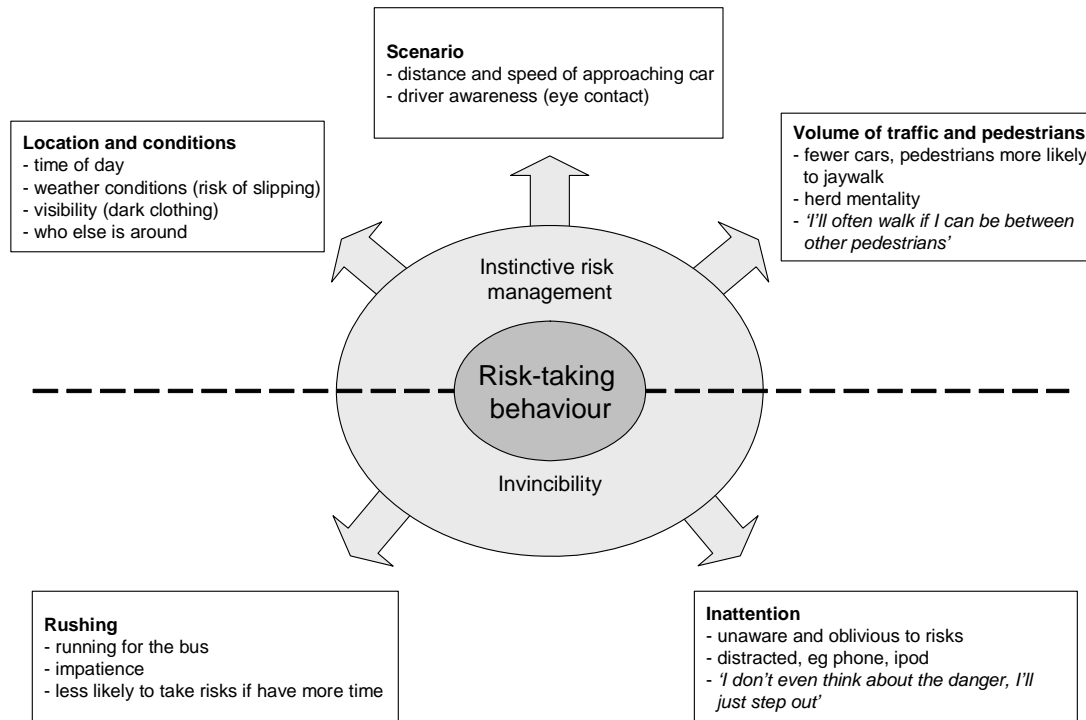 Scenario
- distance and speed of approaching car
- driver awareness (eye contact)
Location and conditions
- time of day
- weather conditions (risk of slipping)
- visibility (dark clothing)
- who else is around
Volume of traffic and pedestrians
- fewer cars, pedestrians more likely
to jaywalk
- herd mentality
- ‘I’ll often walk if I can be between
other pedestrians’
Instinctive risk
management
Risk-taking
behaviour
Invincibility
Rushing
- running for the bus
- impatience
- less likely to take risks if have more time
Inattention
- unaware and oblivious to risks
- distracted, eg phone, ipod
- ‘I don’t even think about the danger, I’ll
just step out’